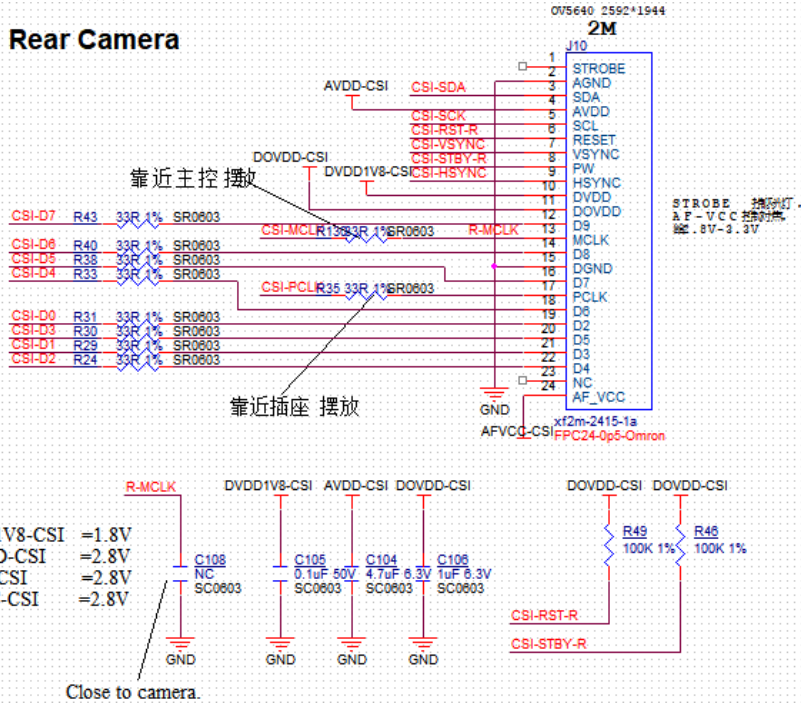 OV5640 2592*1944
2M
Rear Camera
J10
1
2 STROBE
3 AGND
CSI-SDA 4 SDA
AVDD-CSI 5 AVDD
CSI-SCK 6 SCL
CSI-RST-R 7 RESET
CSI-VSYNC 8 VSYNC
CSI-STBY-R 9 PW
CSI-HSYNC 10 HSYNC
DVDD1V8-CSI 11 DVDD
DOVDD-CSI 12 DOVDD
靠近主控 摆放
STROBE
AF-VCC
.8V-3.3V
CSI-D7 R43 33R 1% SR0603 13 D9
CSI-MCLK 33R 1% SR0603 R-MCLK 14 MCLK
CSI-D6 R40 33R 1% SR0603 15 D8
16 DGND
CSI-D5 R38 33R 1% SR0603 17 D7
CSI-PCLK R35 33R 1% SR0603 18 PCLK
CSI-D4 R33 33R 1% SR0603 19 D6
CSI-D0 R31 33R 1% SR0603 20 D2
CSI-D3 R30 33R 1% SR0603 21 D5
CSI-D1 R29 33R 1% SR0603 22 D3
CSI-D2 R24 33R 1% SR0603 23 D4
24 NC
AF_VCC
靠近插座 摆放
GND
AFVCC-CSI
xf2m-2415-1a
FPC24-0p5-Omron
R-MCLK DVDD1V8-CSI AVDD-CSI DOVDD-CSI DOVDD-CSI DOVDD-CSI
1V8-CSI =1.8V
D-CSI =2.8V
CSI =2.8V
-CSI =2.8V
C108 C105 C104 C106
NC 0.1uF 50V 4.7uF 6.3V 1uF 6.3V
SC0603 SC0603 SC0603 SC0603
R49 R46
100K 1% 100K 1%
CSI-RST-R
CSI-STBY-R
GND GND GND GND
Close to camera.